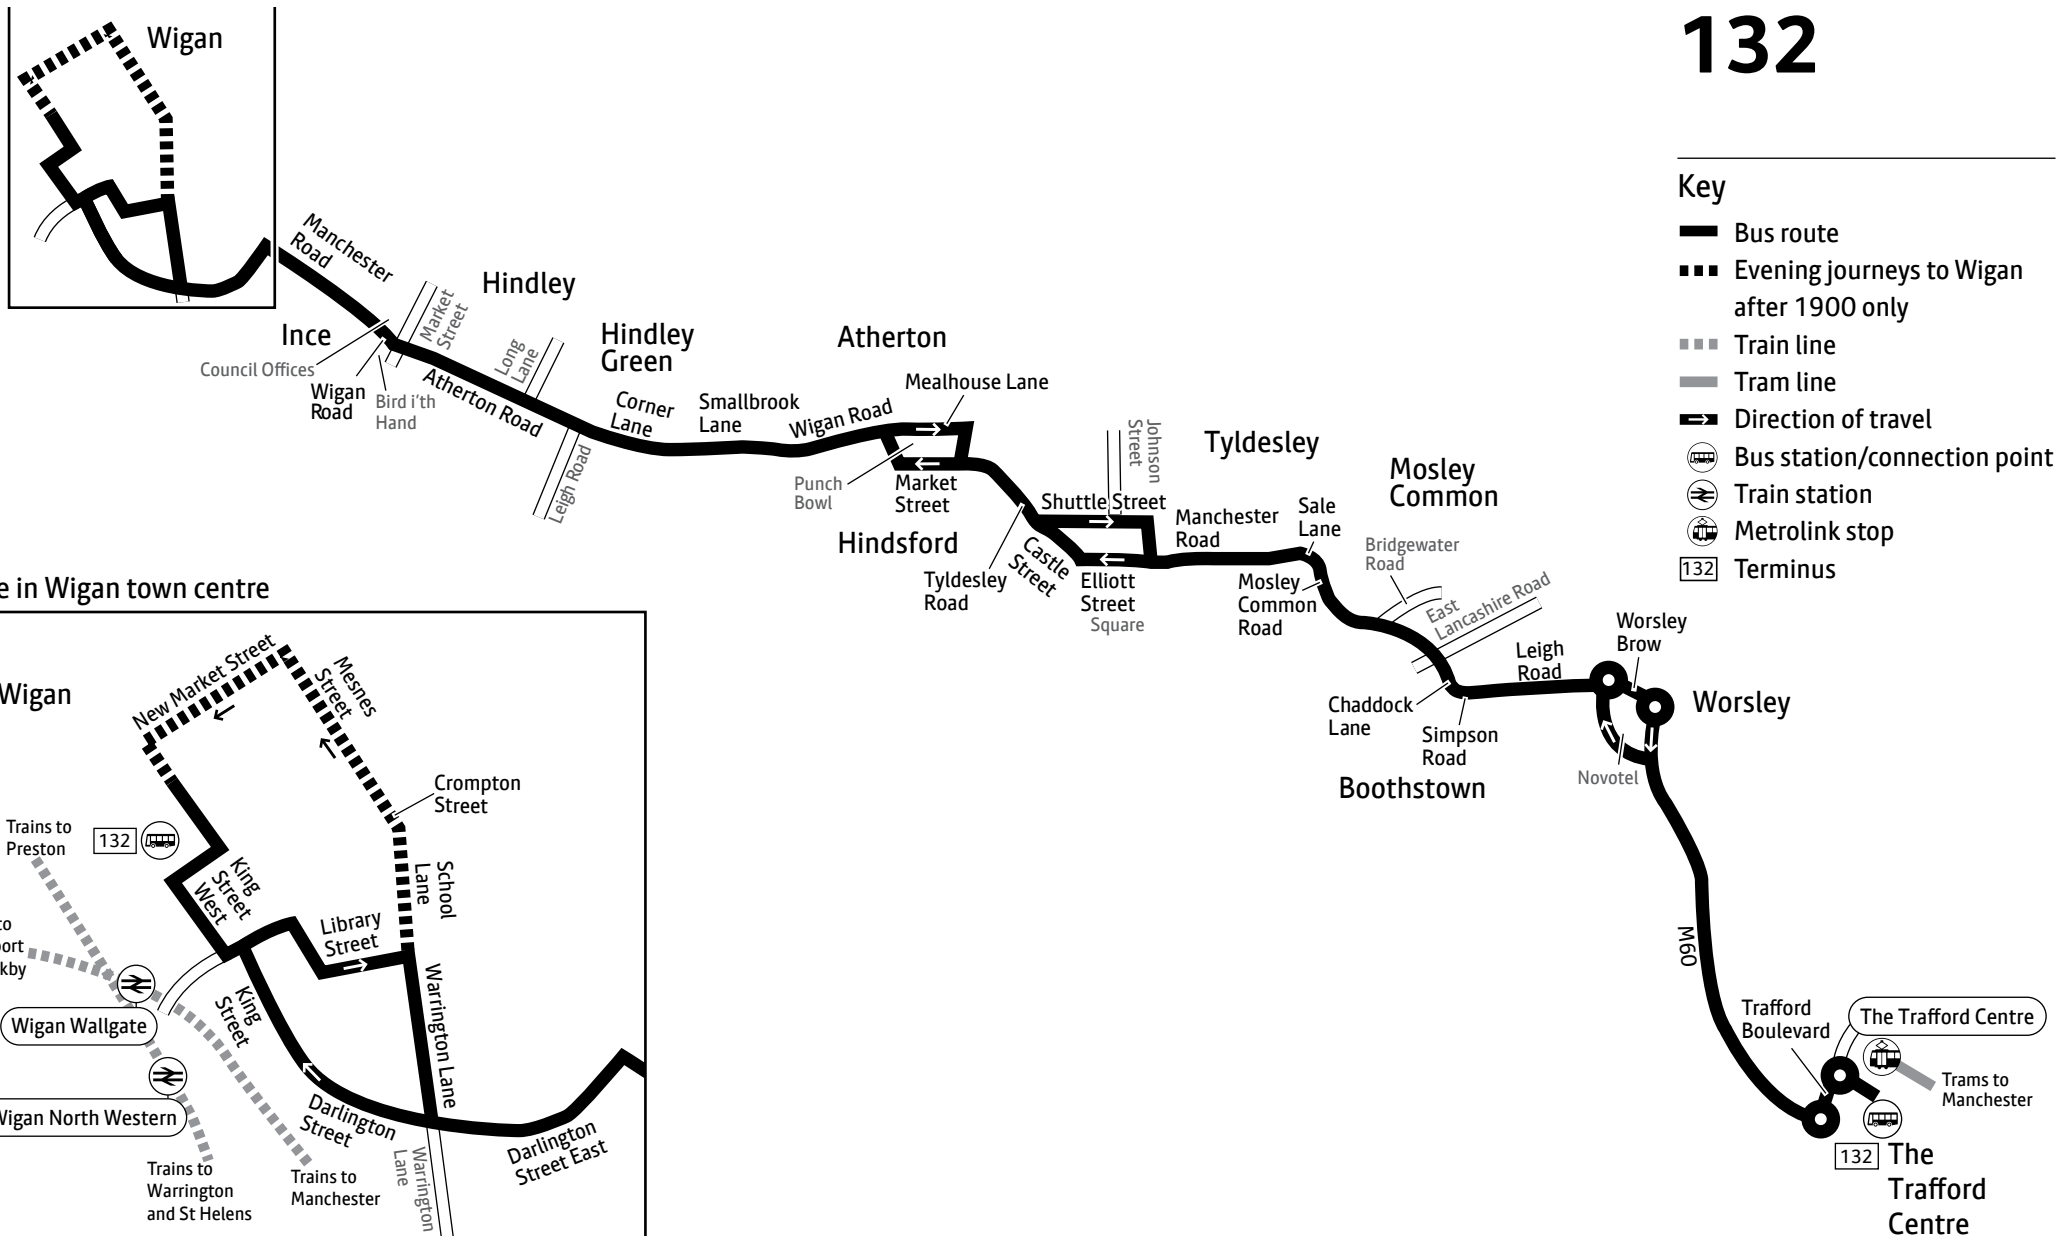 132
Key
Bus route
Evening journeys to Wigan
after 1900 only
Train line
Tram line
Direction of travel
Bus station/connection point
Train station
Metrolink stop
132
Terminus
Wigan
Manchester
Road
Ince
Council Offices
Wigan
Road
Bird i'th
Hand
Market
Street
Hindley
Atherton Road
Long
Lane
Leigh Road
Hindley
Green
Corner
Lane
Smallbrook
Lane
Wigan Road
Atherton
Mealhouse Lane
Punch
Bowl
Market
Street
Hindsford
Tyldesley
Road
Castle
Street
Shuttle Street
Johnson
Street
Elliott
Street
Square
Tyldesley
Manchester
Road
Sale
Lane
Mosley
Common
Mosley
Common
Road
Bridgewater
Road
East
Lancashire Road
Chaddock
Lane
Simpson
Road
Boothstown
Leigh
Road
Worsley
Brow
Worsley
Novotel
M60
Trafford
Boulevard
The Trafford Centre
Trams to
Manchester
132
The
Trafford
Centre
e in Wigan town centre
Wigan
New Market Street
Mesnes
Street
Crompton
Street
School
Lane
Trains to
Preston
132
King
Street
West
Library
Street
to
port
kby
Wigan Wallgate
King
Street
Warrington Lane
Wigan North Western
Darlington
Street
Darlington
Street East
Warrington
Lane
Trains to
Warrington
and St Helens
Trains to
Manchester